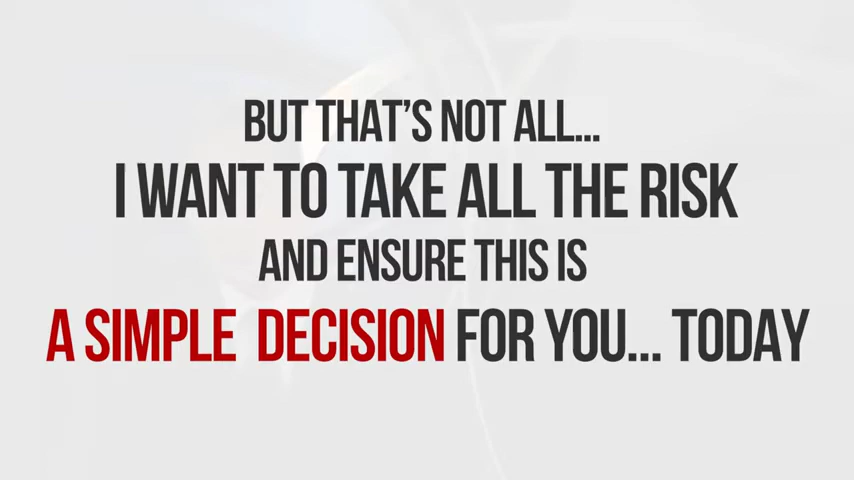 BUT THAT'S NOT ALL...
I WANT TO TAKE ALL THE RISK
AND ENSURE THIS IS
A SIMPLE DECISION FOR YOU... TODAY